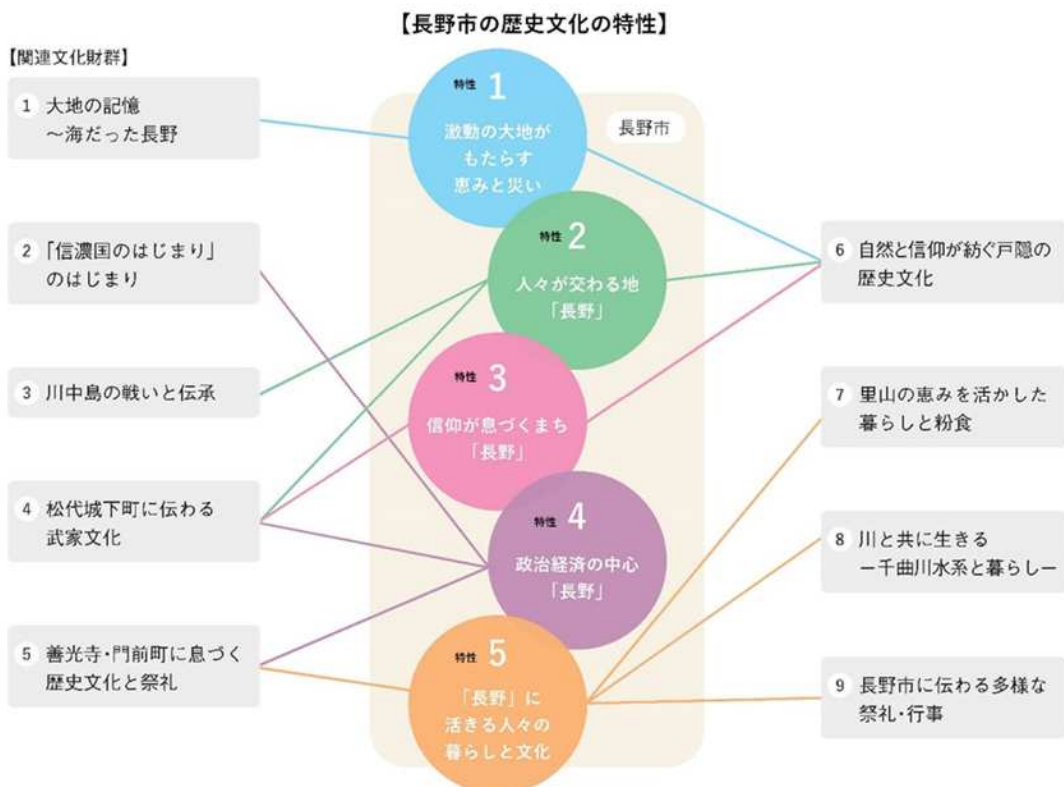 【長野市の歴史文化の特性】
【関連文化財群】
1 大地の記憶
～海だった長野
2 「信濃国のはじまり」
のはじまり
3 川中島の戦いと伝承
4 松代城下町に伝わる
武家文化
5 善光寺・門前町に息づく
歴史文化と祭礼
長野市
特性 1
激動の大地が
もたらす
恵みと災い
特性 2
人々が交わる地
「長野」
特性 3
信仰が息づくまち
「長野」
特性 4
政治経済の中心
「長野」
特性 5
「長野」に
活きる人々の
暮らしと文化
6 自然と信仰が紡ぐ戸隠の
歴史文化
7 里山の恵みを活かした
暮らしと粉食
8 川と共に生きる
ー千曲川水系と暮らしー
9 長野市に伝わる多様な
祭礼・行事